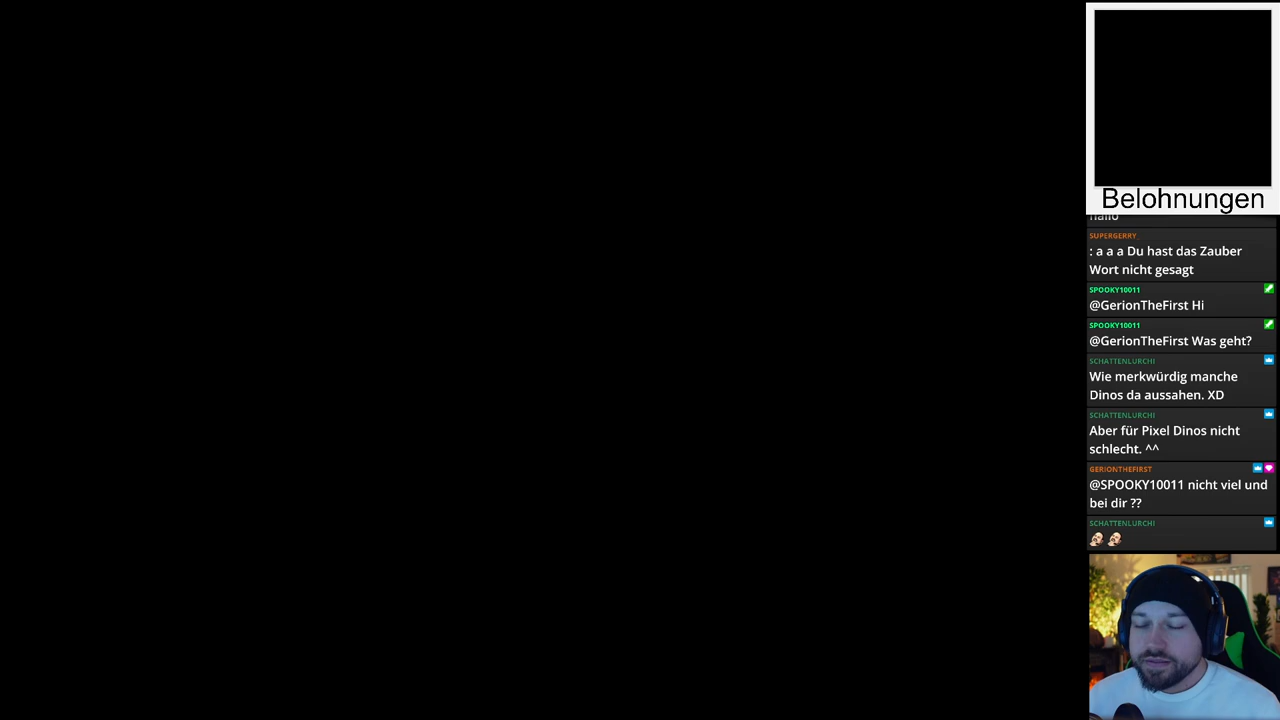 Belohnungen
hallo
SUPERGERRY_
: a a a Du hast das Zauber
Wort nicht gesagt
SPOOKY10011
@GerionTheFirst Hi
SPOOKY10011
@GerionTheFirst Was geht?
SCHATTENLURCHI
Wie merkwürdig manche
Dinos da aussahen. XD
SCHATTENLURCHI
Aber für Pixel Dinos nicht
schlecht. ^^
GERIONTHEFIRST
@SPOOKY10011 nicht viel und
bei dir ??
SCHATTENLURCHI